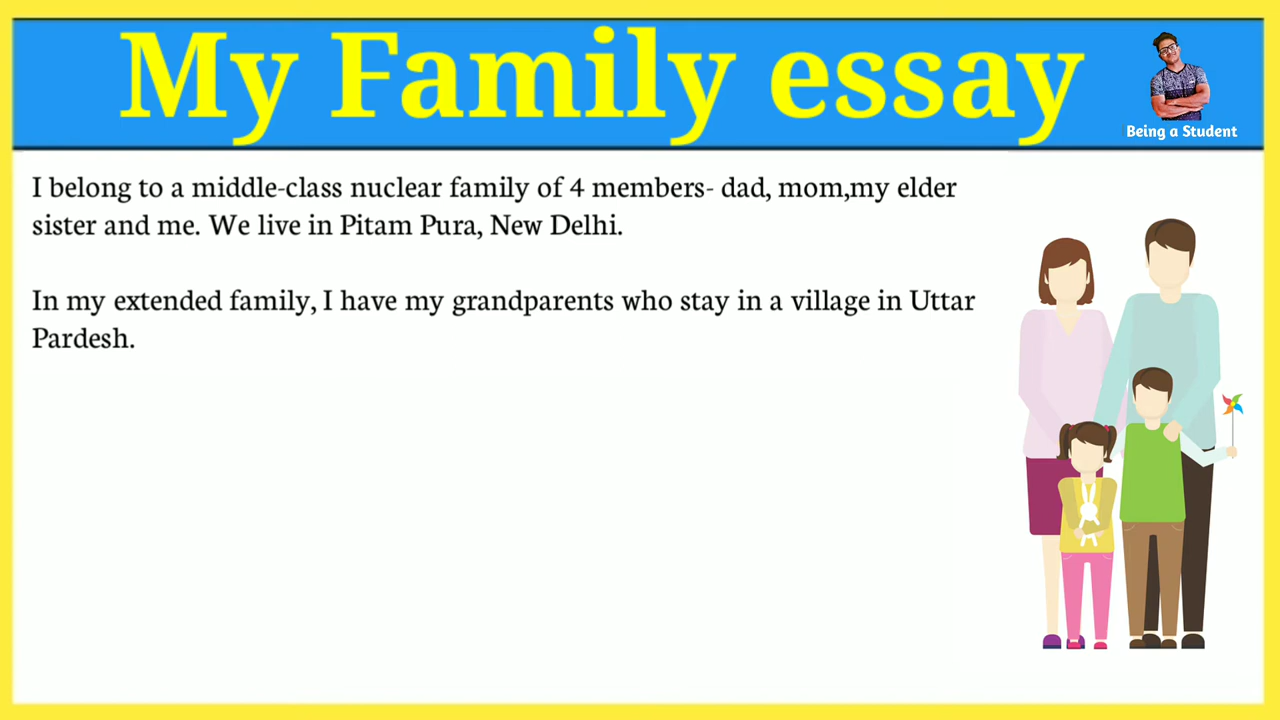 My Family essay
Being a Student
I belong to a middle-class nuclear family of 4 members- dad, mom,my elder
sister and me. We live in Pitam Pura, New Delhi.
In my extended family, I have my grandparents who stay in a village in Uttar
Pardesh.